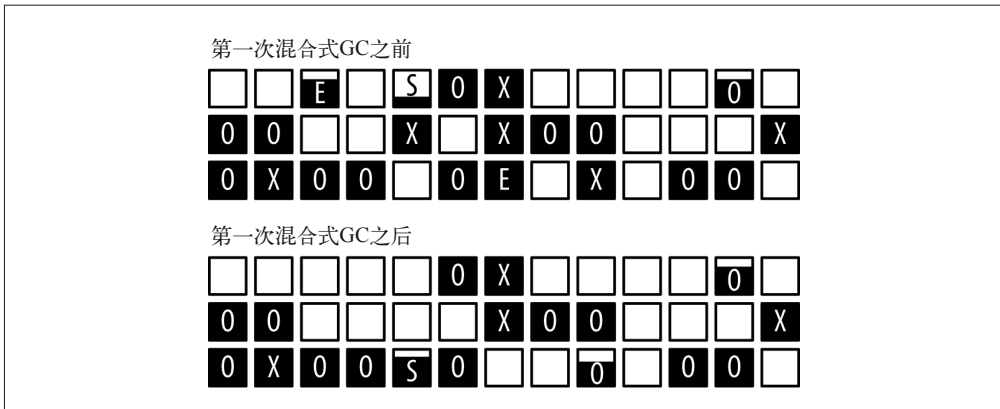 第一次混合式GC之前
E S O X O
O O X X O O X
O X O O O E X O O
第一次混合式GC之后
O X O
O O X O O X
O X O O S O O O O